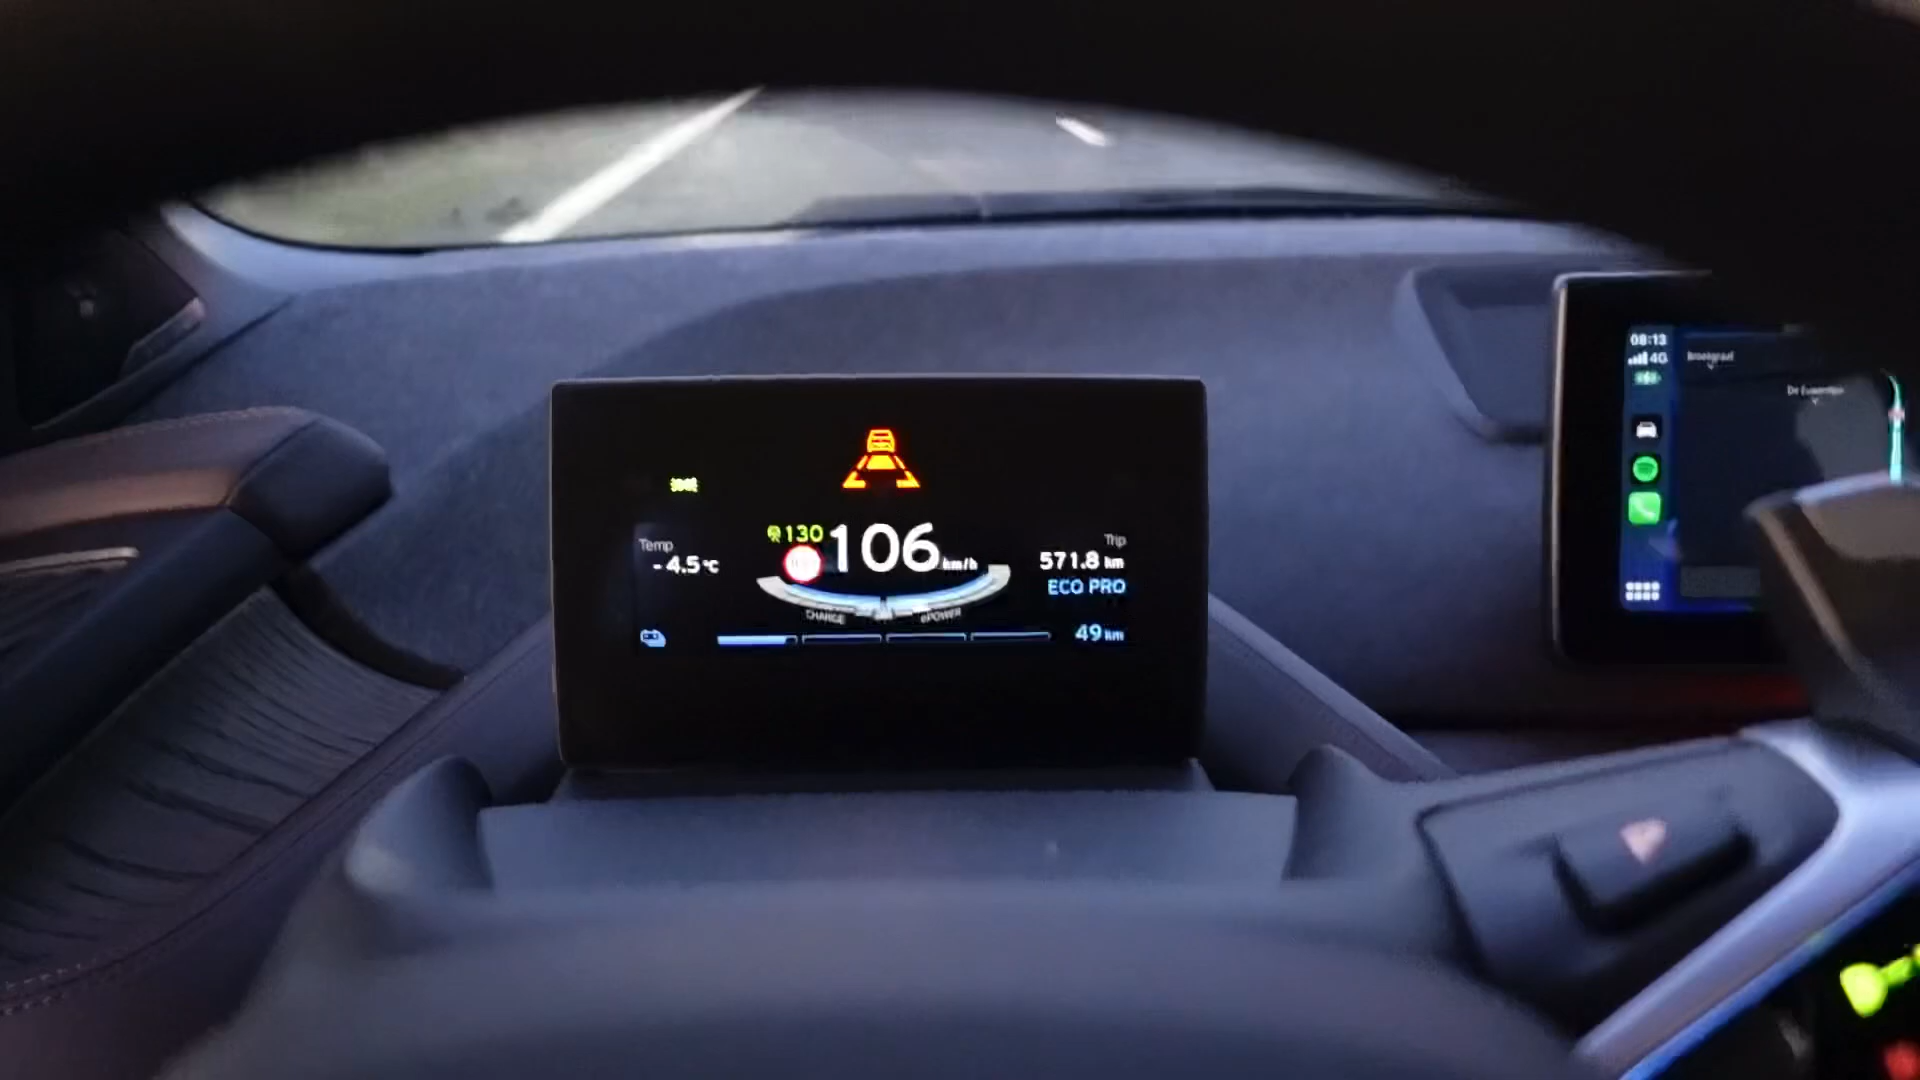 130
106 km/h
Temp
-4.5°C
Trip
571.8 km
ECO PRO
CHARGE
ePOWER
49 km
08:13
4G